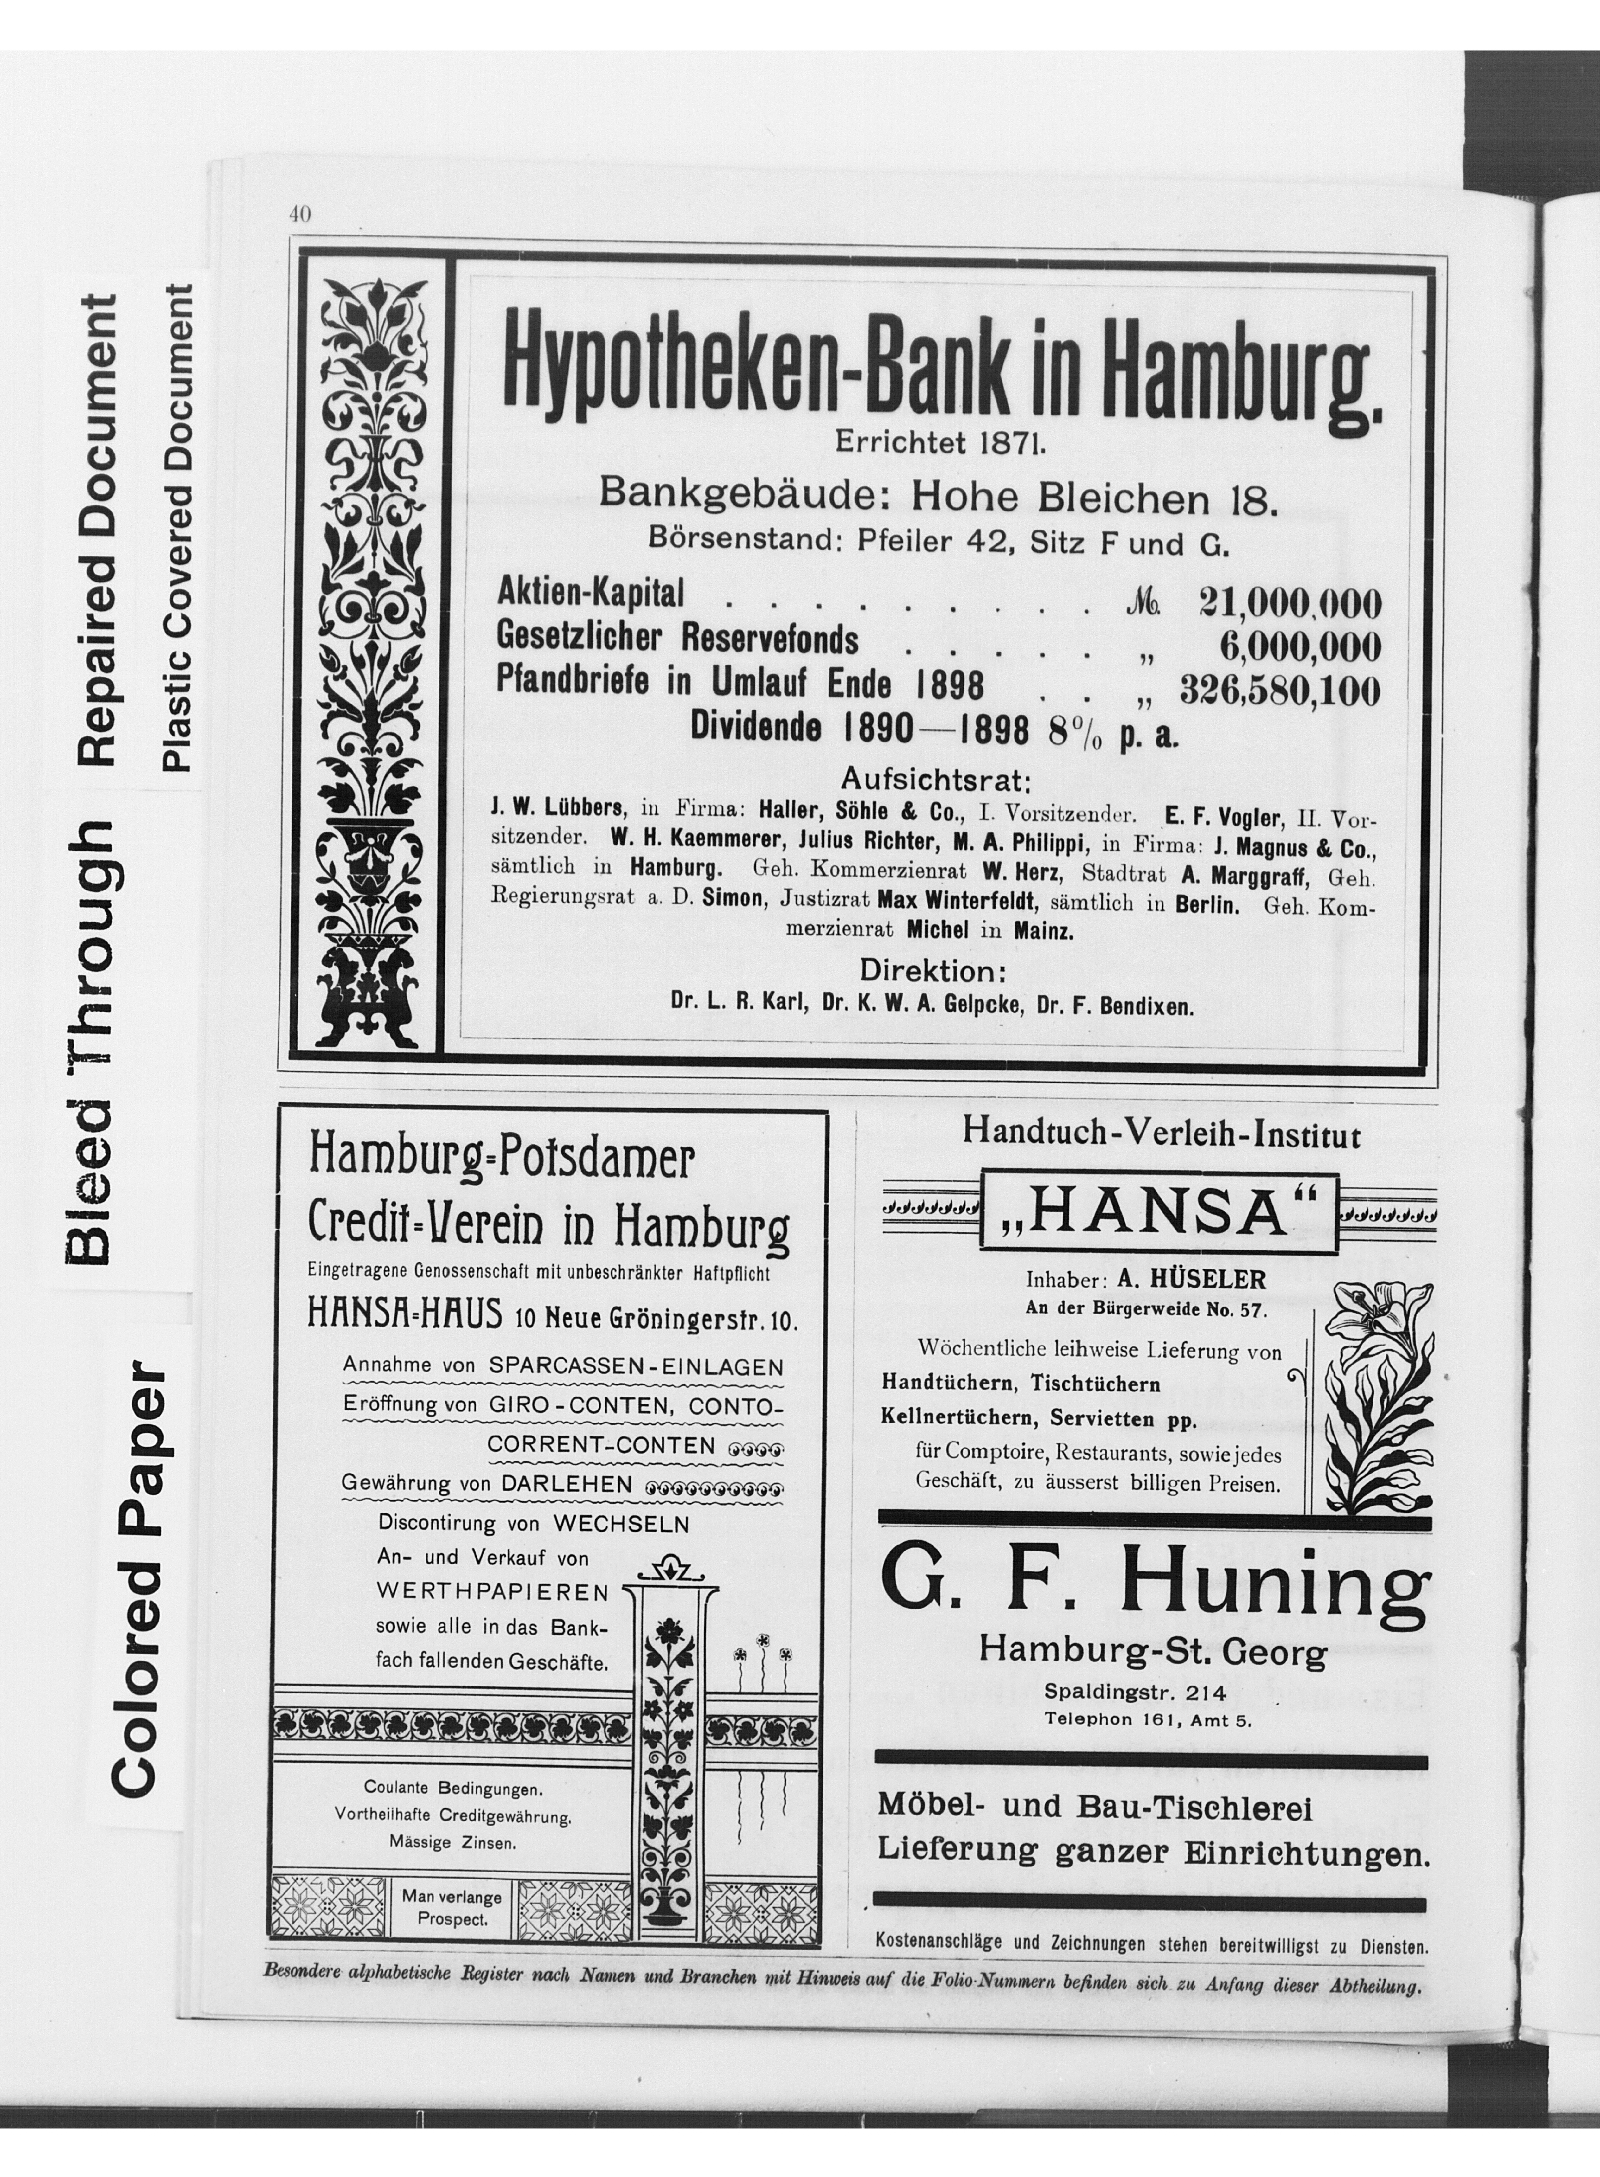 Repaired Document
Plastic Covered Document
Bleed Through
Colored Paper
40
Hypotheken-Bank in Hamburg.
Errichtet 1871.
Bankgebäude: Hohe Bleichen 18.
Börsenstand: Pfeiler 42, Sitz F und G.
Aktien-Kapital . . . . . . . . . M. 21,000,000
Gesetzlicher Reservefonds . . . . . „ 6,000,000
Pfandbriefe in Umlauf Ende 1898 . . „ 326,580,100
Dividende 1890—1898 8% p. a.
Aufsichtsrat:
J. W. Lübbers, in Firma: Haller, Söhle & Co., I. Vorsitzender. E. F. Vogler, II. Vor-
sitzender. W. H. Kaemmerer, Julius Richter, M. A. Philippi, in Firma: J. Magnus & Co.,
sämtlich in Hamburg. Geh. Kommerzienrat W. Herz, Stadtrat A. Marggraff, Geh.
Regierungsrat a. D. Simon, Justizrat Max Winterfeldt, sämtlich in Berlin. Geh. Kom-
merzienrat Michel in Mainz.
Direktion:
Dr. L. R. Karl, Dr. K. W. A. Gelpcke, Dr. F. Bendixen.
Hamburg-Potsdamer
Credit-Verein in Hamburg
Eingetragene Genossenschaft mit unbeschränkter Haftpflicht
HANSA-HAUS 10 Neue Gröningerstr. 10.
Annahme von SPARCASSEN-EINLAGEN
Eröffnung von GIRO-CONTEN, CONTO-
CORRENT-CONTEN
Gewährung von DARLEHEN
Discontirung von WECHSELN
An- und Verkauf von
WERTHPAPIEREN
sowie alle in das Bank-
fach fallenden Geschäfte.
Coulante Bedingungen.
Vortheilhafte Creditgewährung.
Mässige Zinsen.
Man verlange
Prospect.
Handtuch-Verleih-Institut
„HANSA“
Inhaber: A. HÜSELER
An der Bürgerweide No. 57.
Wöchentliche leihweise Lieferung von
Handtüchern, Tischtüchern
Kellnertüchern, Servietten pp.
für Comptoire, Restaurants, sowie jedes
Geschäft, zu äusserst billigen Preisen.
G. F. Huning
Hamburg-St. Georg
Spaldingstr. 214
Telephon 161, Amt 5.
Möbel- und Bau-Tischlerei
Lieferung ganzer Einrichtungen.
Kostenanschläge und Zeichnungen stehen bereitwilligst zu Diensten.
Besondere alphabetische Register nach Namen und Branchen mit Hinweis auf die Folio-Nummern befinden sich zu Anfang dieser Abtheilung.